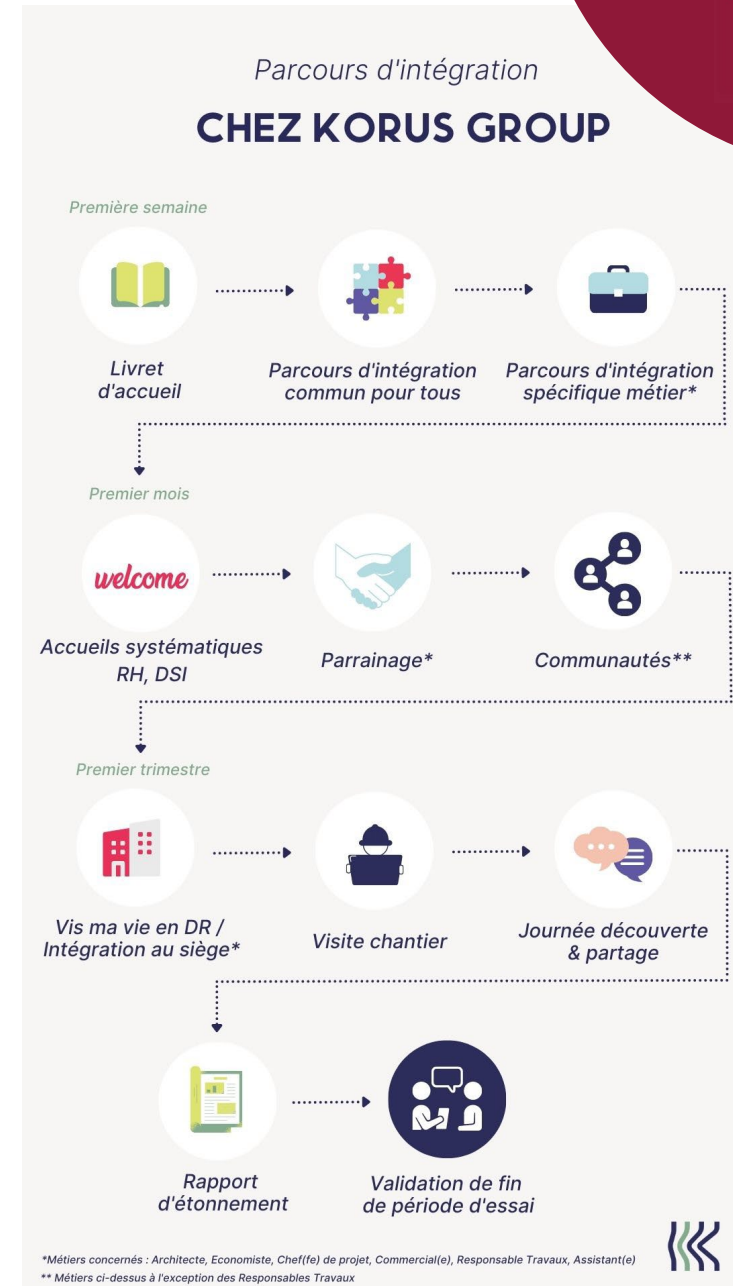 Parcours d'intégration
CHEZ KORUS GROUP
Première semaine
Livret
d'accueil
Parcours d'intégration
commun pour tous
Parcours d'intégration
spécifique métier*
Premier mois
welcome
Accueils systématiques
RH, DSI
Parrainage*
Communautés**
Premier trimestre
Vis ma vie en DR /
Intégration au siège*
Visite chantier
Journée découverte
& partage
Rapport
d'étonnement
Validation de fin
de période d'essai
*Métiers concernés : Architecte, Economiste, Chef(fe) de projet, Commercial(e), Responsable Travaux, Assistant(e)
** Métiers ci-dessus à l'exception des Responsables Travaux